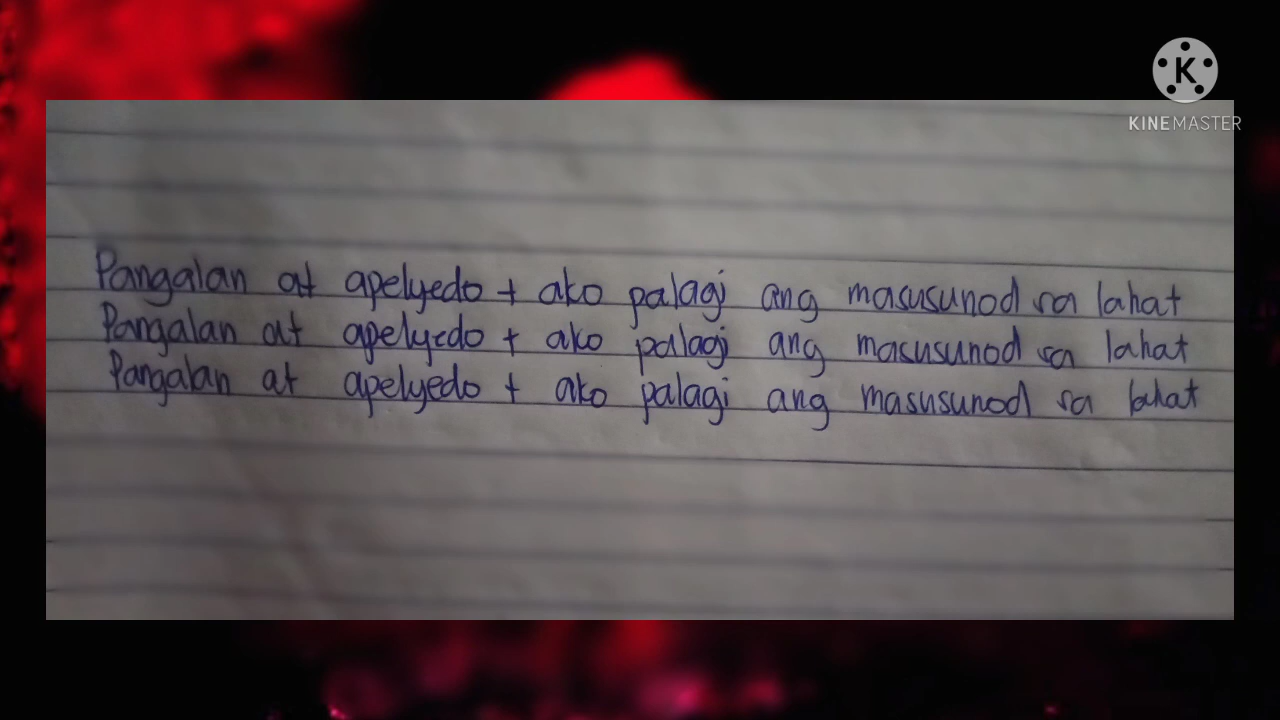 KINEMASTER
Pangalan at apelyedo + ako palagi ang masusunod sa lahat
Pangalan at apelyedo + ako palagi ang masusunod sa lahat
Pangalan at apelyedo + ako palagi ang masusunod sa lahat